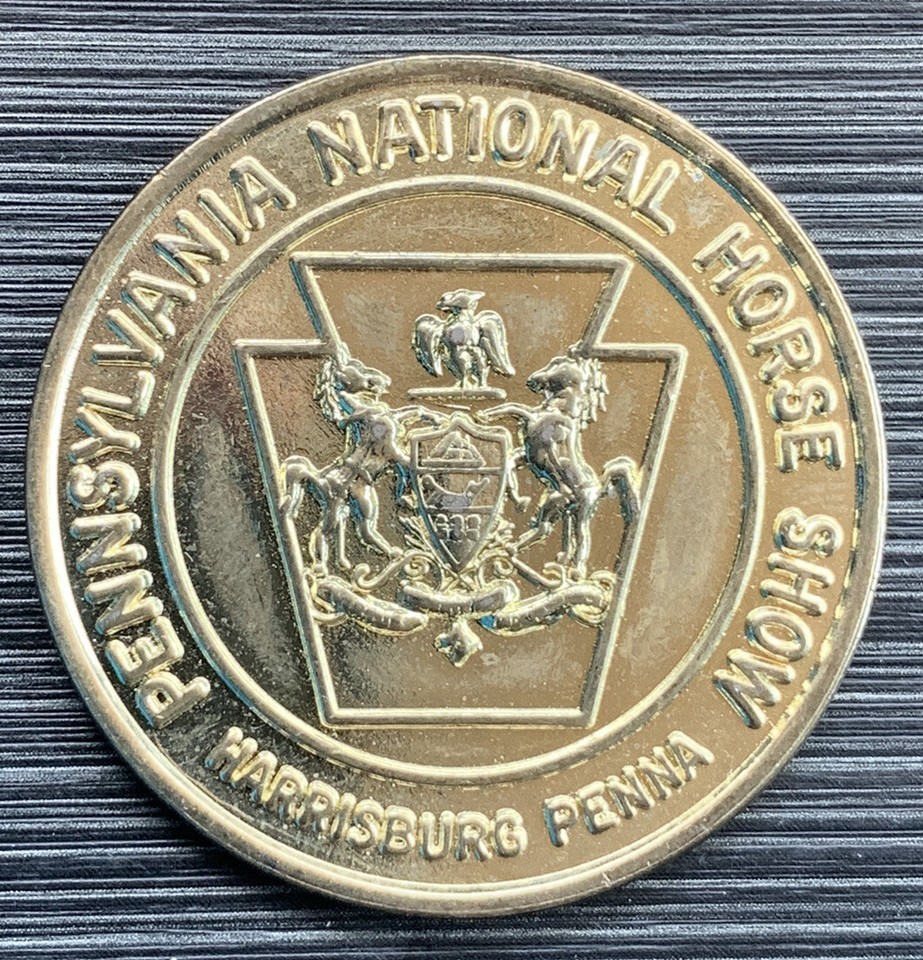 PENNSYLVANIA NATIONAL HORSE SHOW
HARRISBURG PENNA